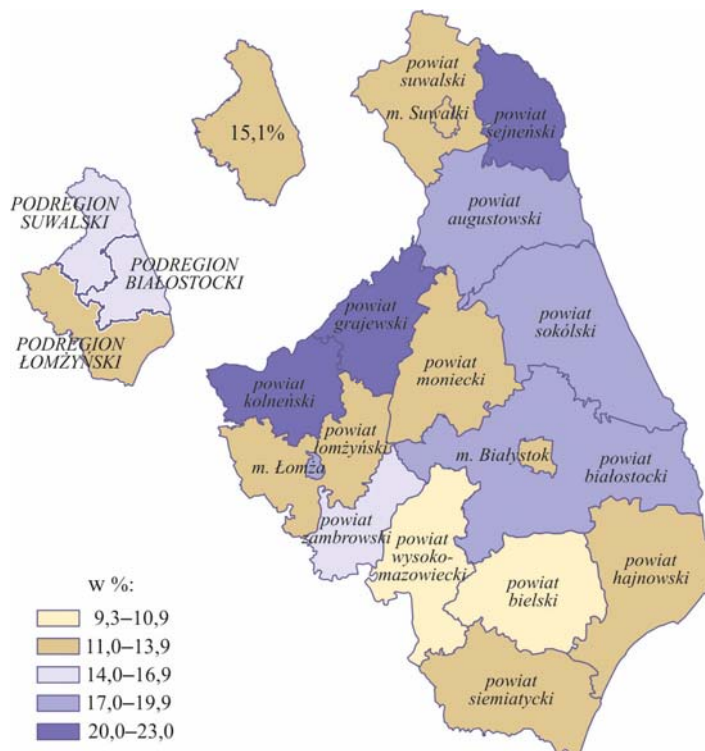 powiat
suwalski
m. Suwałki
powiat
sejneński
15,1%
powiat
augustowski
PODREGION
SUWALSKI
PODREGION
BIAŁOSTOCKI
PODREGION
ŁOMŻYŃSKI
powiat
grajewski
powiat
sokólski
powiat
moniecki
powiat
kolneński
powiat
łomżyński
m. Łomża
m. Białystok
powiat
białostocki
powiat
zambrowski
powiat
wysoko-
mazowiecki
powiat
bielski
powiat
hajnowski
powiat
siemiatycki
w %:
9,3–10,9
11,0–13,9
14,0–16,9
17,0–19,9
20,0–23,0